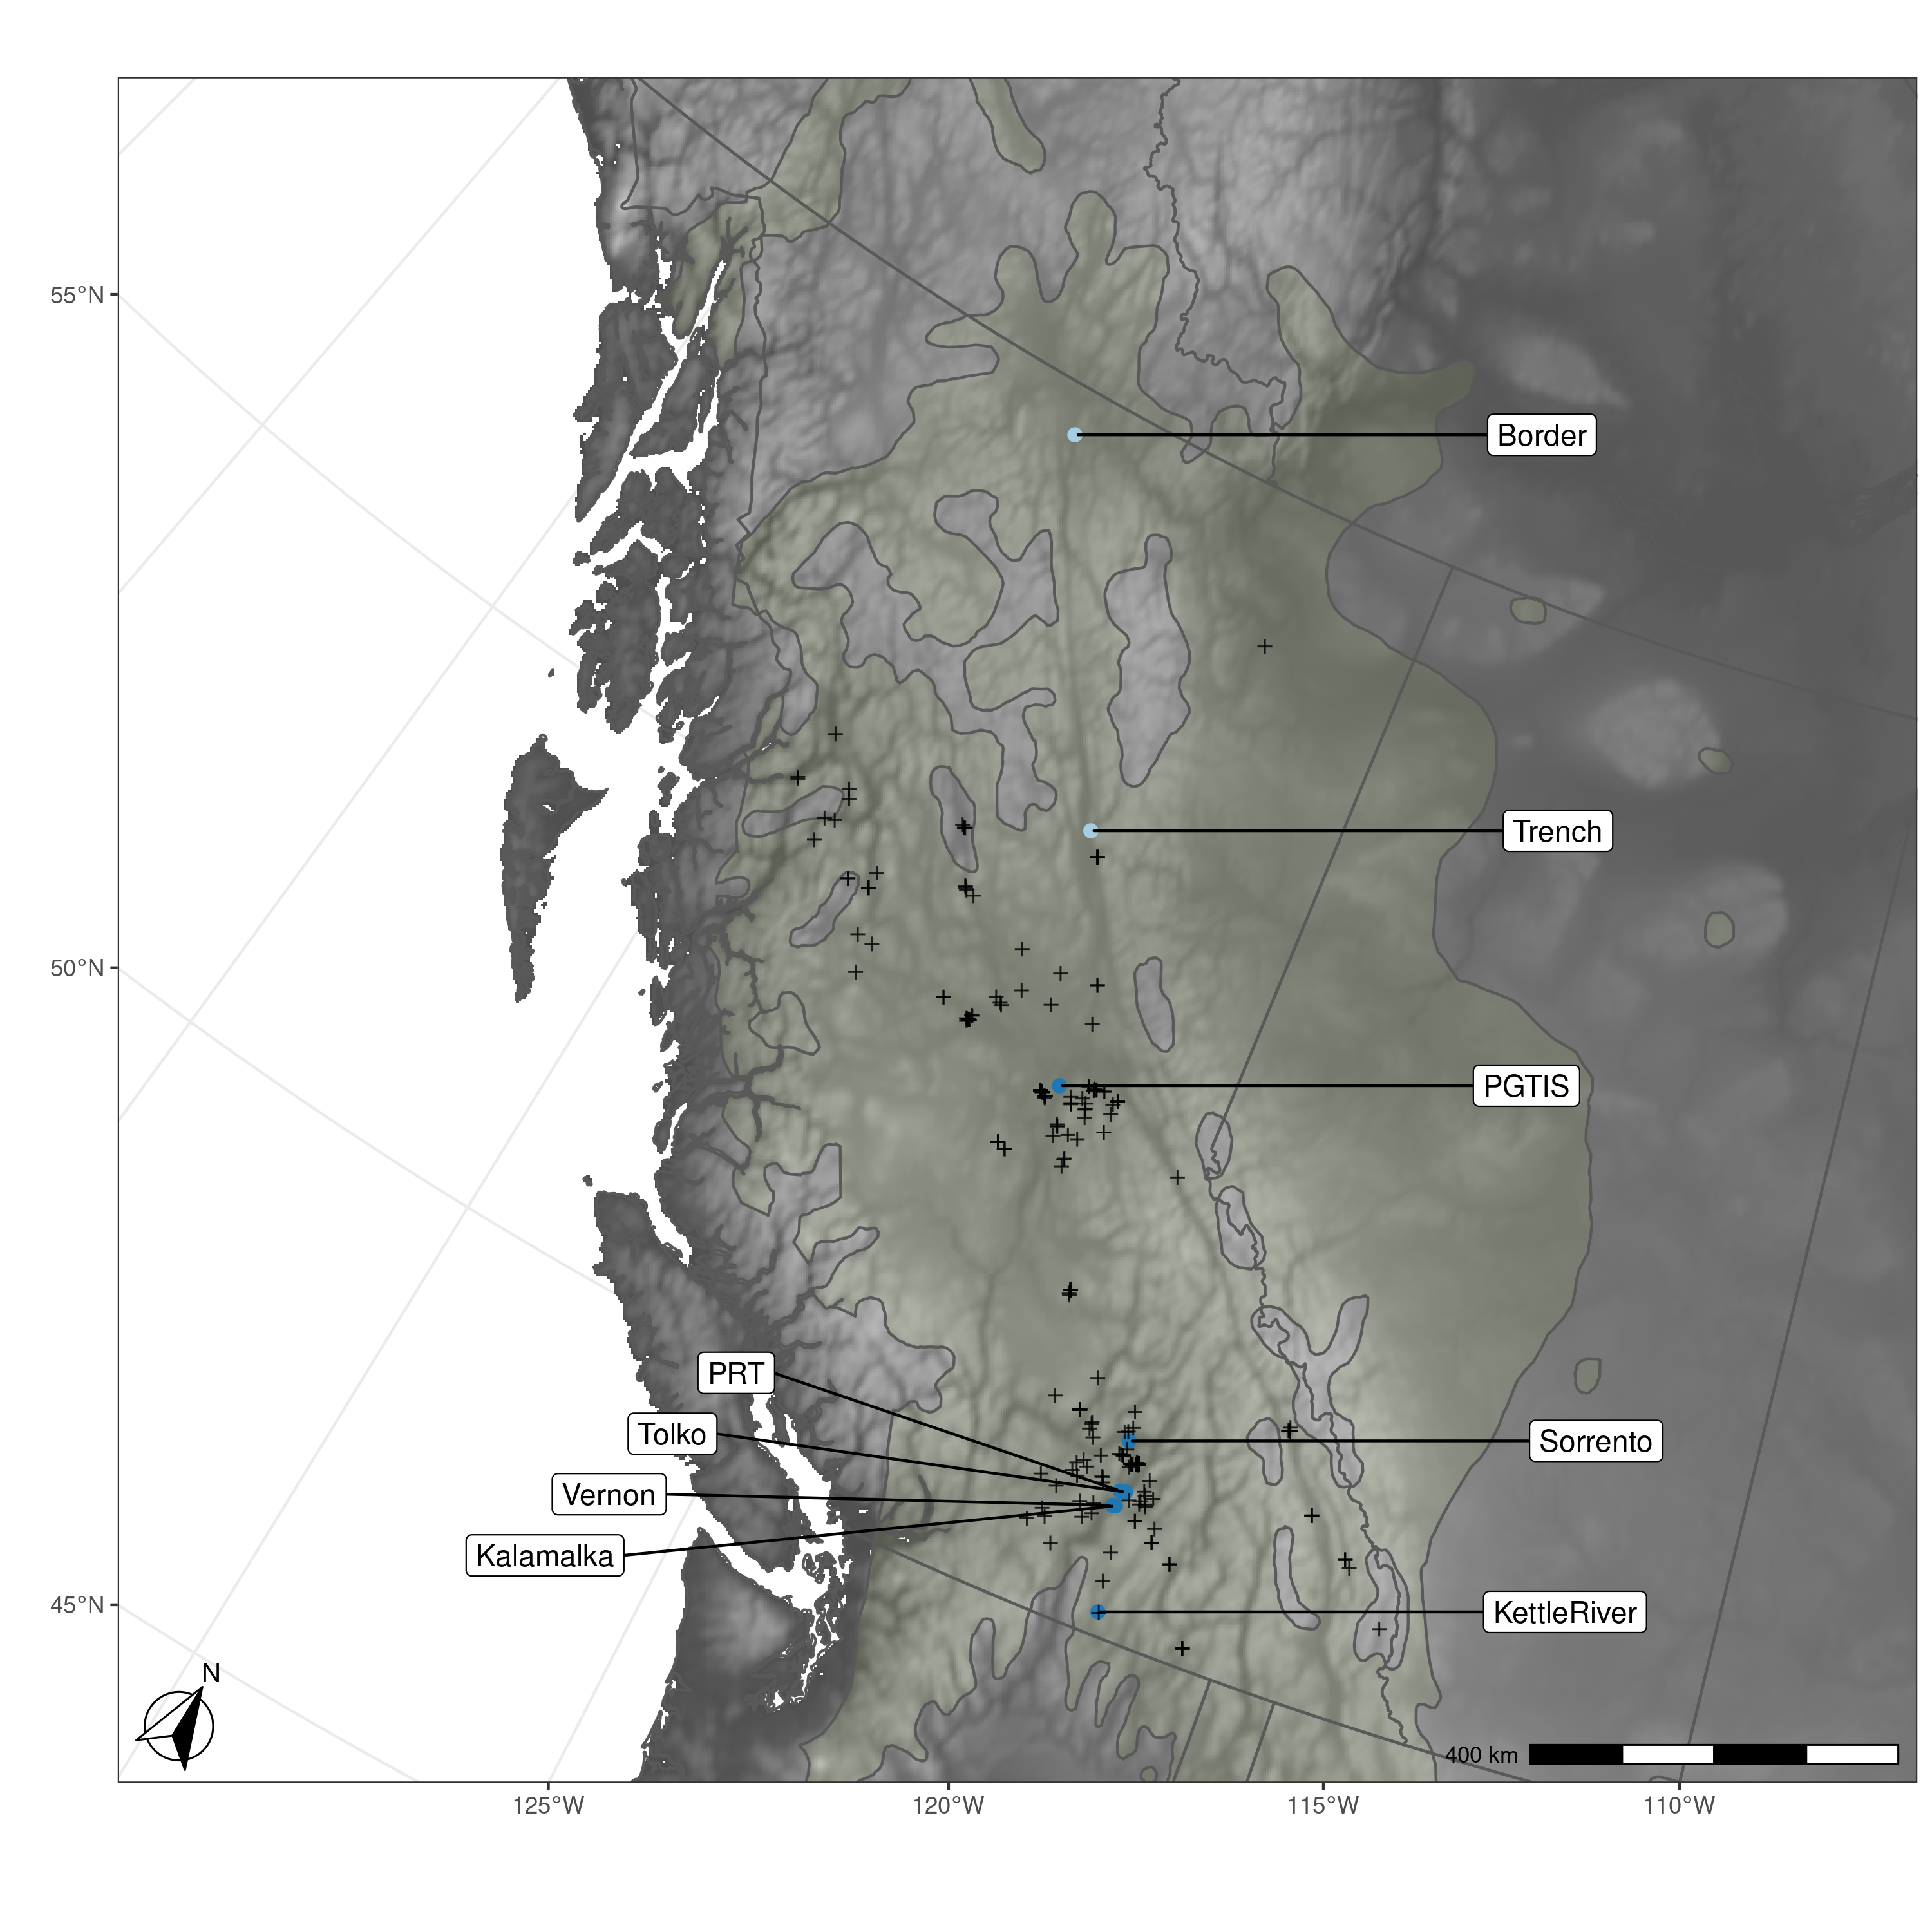 55°N
Border
Trench
50°N
PGTIS
PRT
Tolko
Sorrento
Vernon
Kalamalka
45°N
KettleRiver
N
400 km
125°W
120°W
115°W
110°W